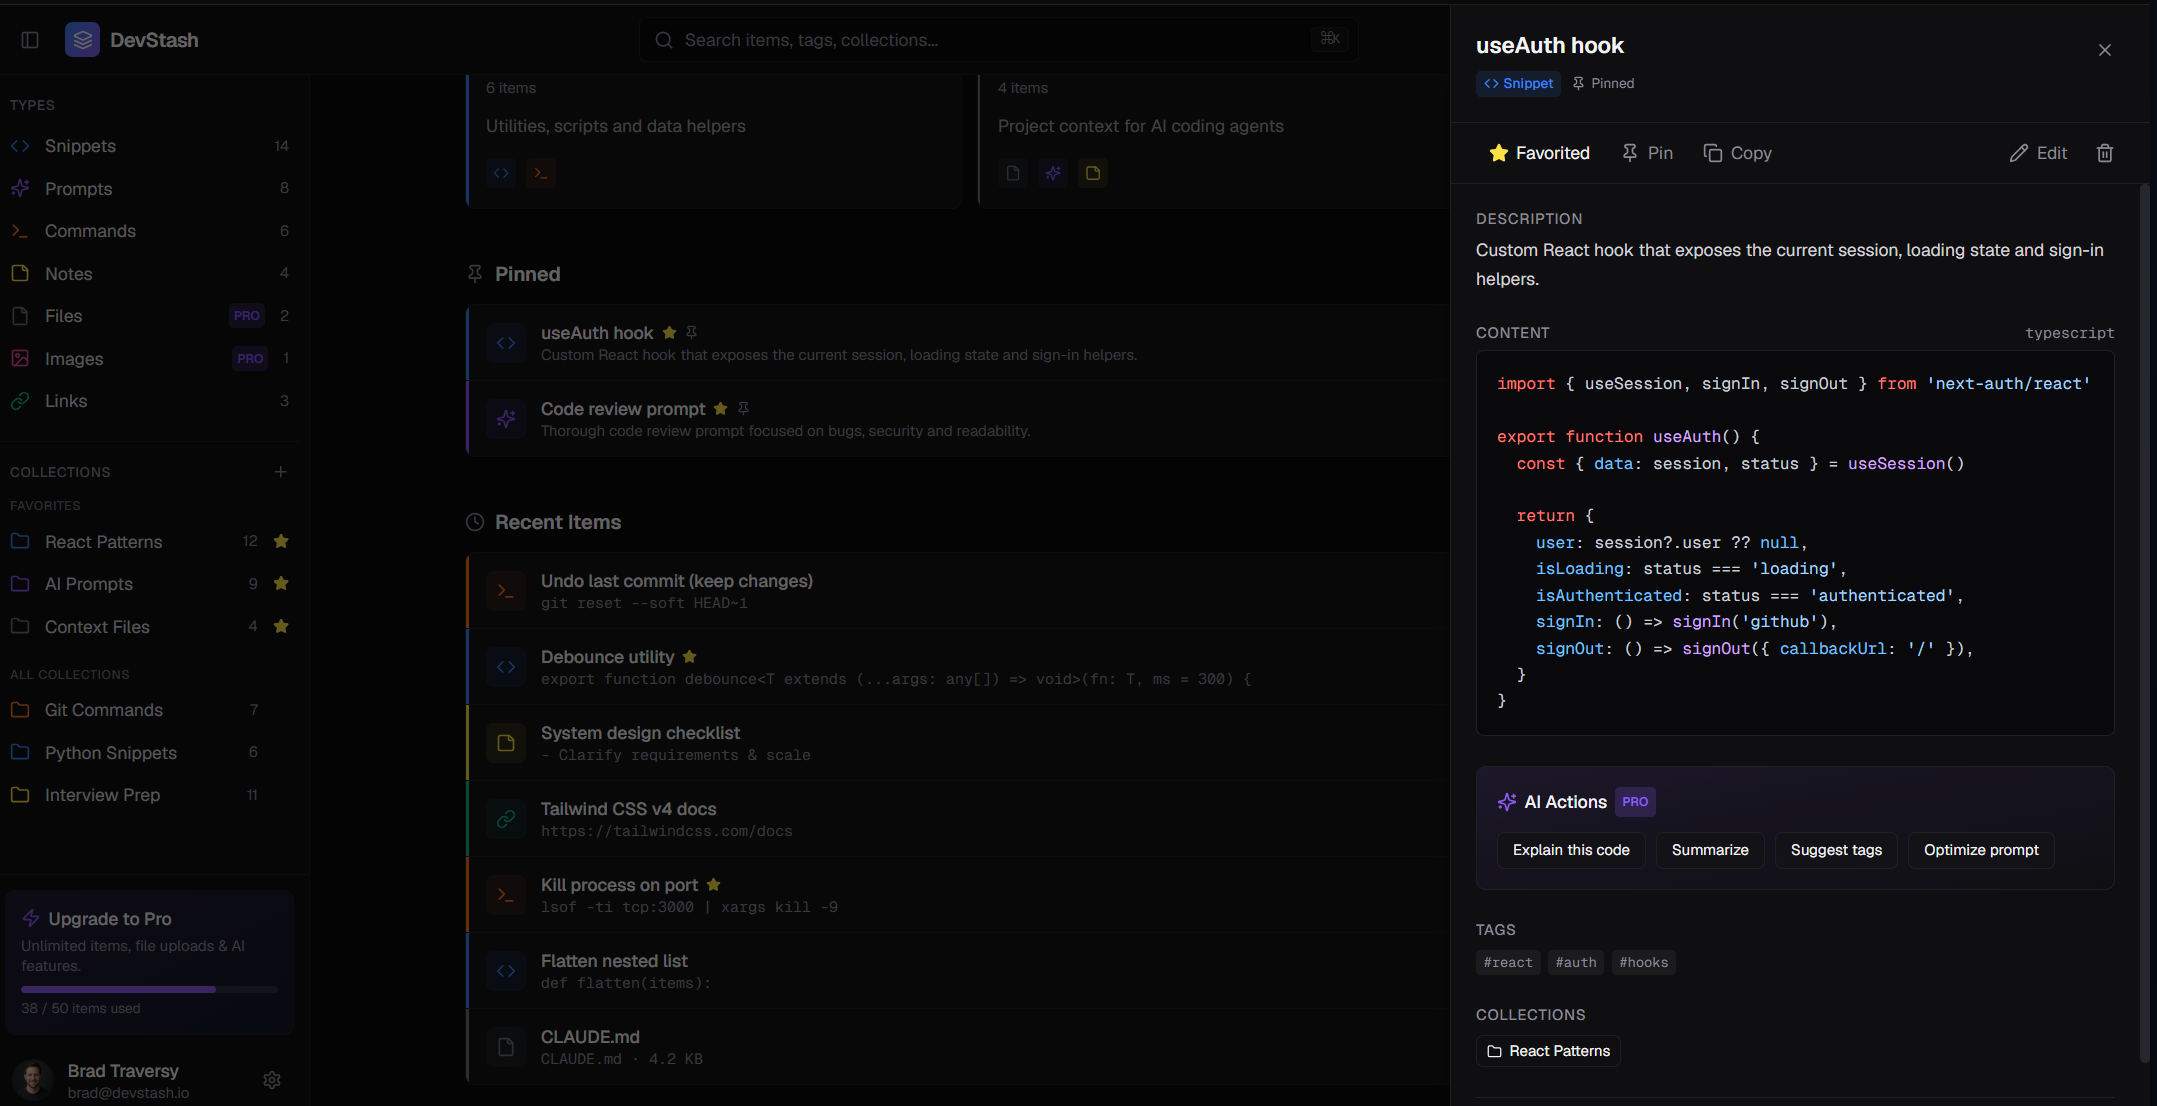 DevStash
Search items, tags, collections...
⌘K
TYPES
Snippets 14
Prompts 8
Commands 6
Notes 4
Files PRO 2
Images PRO 1
Links 3
COLLECTIONS
FAVORITES
React Patterns 12
AI Prompts 9
Context Files 4
ALL COLLECTIONS
Git Commands 7
Python Snippets 6
Interview Prep 11
Upgrade to Pro
Unlimited items, file uploads & AI
features.
38 / 50 items used
Brad Traversy
brad@devstash.io
6 items
Utilities, scripts and data helpers
4 items
Project context for AI coding agents
Pinned
useAuth hook
Custom React hook that exposes the current session, loading state and sign-in helpers.
Code review prompt
Thorough code review prompt focused on bugs, security and readability.
Recent Items
Undo last commit (keep changes)
git reset --soft HEAD~1
Debounce utility
export function debounce<T extends (...args: any[]) => void>(fn: T, ms = 300) {
System design checklist
- Clarify requirements & scale
Tailwind CSS v4 docs
https://tailwindcss.com/docs
Kill process on port
lsof -ti tcp:3000 | xargs kill -9
Flatten nested list
def flatten(items):
CLAUDE.md
CLAUDE.md · 4.2 KB
useAuth hook
Snippet Pinned
Favorited Pin Copy Edit
DESCRIPTION
Custom React hook that exposes the current session, loading state and sign-in
helpers.
CONTENT typescript
import { useSession, signIn, signOut } from 'next-auth/react'
export function useAuth() {
  const { data: session, status } = useSession()
  return {
    user: session?.user ?? null,
    isLoading: status === 'loading',
    isAuthenticated: status === 'authenticated',
    signIn: () => signIn('github'),
    signOut: () => signOut({ callbackUrl: '/' }),
  }
}
AI Actions PRO
Explain this code Summarize Suggest tags Optimize prompt
TAGS
#react #auth #hooks
COLLECTIONS
React Patterns